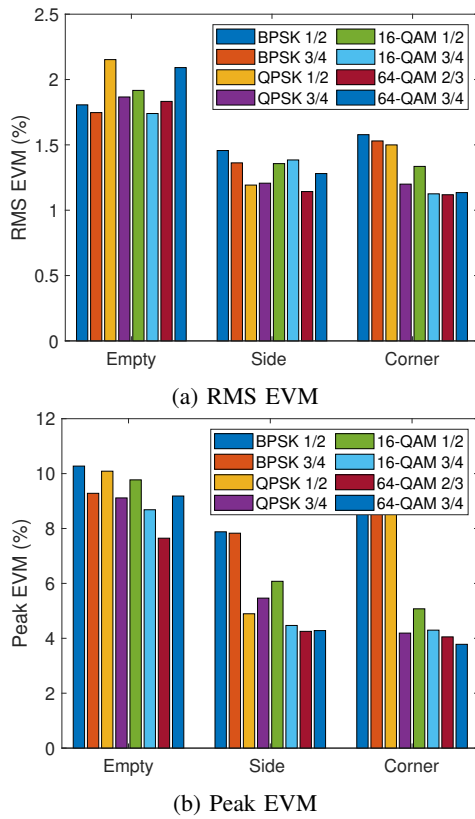 2.5
2
1.5
1
0.5
0
RMS EVM (%)
BPSK 1/2 16-QAM 1/2
BPSK 3/4 16-QAM 3/4
QPSK 1/2 64-QAM 2/3
QPSK 3/4 64-QAM 3/4
Empty Side Corner
(a) RMS EVM
12
10
8
6
4
2
0
Peak EVM (%)
BPSK 1/2 16-QAM 1/2
BPSK 3/4 16-QAM 3/4
QPSK 1/2 64-QAM 2/3
QPSK 3/4 64-QAM 3/4
Empty Side Corner
(b) Peak EVM